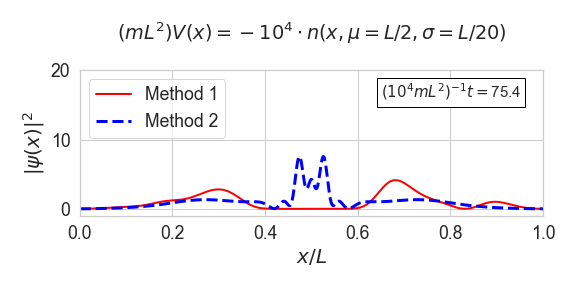 (mL²)V(x) = −10⁴ · n(x, μ = L/2, σ = L/20)
20
10
0
|ψ(x)|²
Method 1
Method 2
(10⁴mL²)⁻¹t = 75.4
0.0 0.2 0.4 0.6 0.8 1.0
x/L